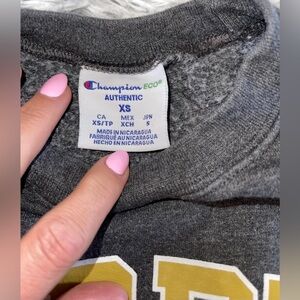 Champion ECO®
AUTHENTIC
XS
CA MEX JPN
XS/TP XCH S
MADE IN NICARAGUA
FABRIQUÉ AU NICARAGUA
HECHO EN NICARAGUA